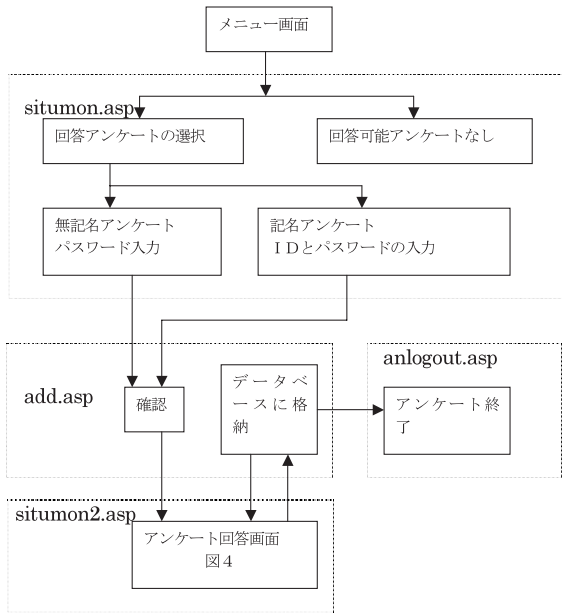 メニュー画面
situmon.asp
回答アンケートの選択
回答可能アンケートなし
無記名アンケート
パスワード入力
記名アンケート
ＩＤとパスワードの入力
add.asp
確認
データベ
ースに格
納
anlogout.asp
アンケート終
了
situmon2.asp
アンケート回答画面
図４